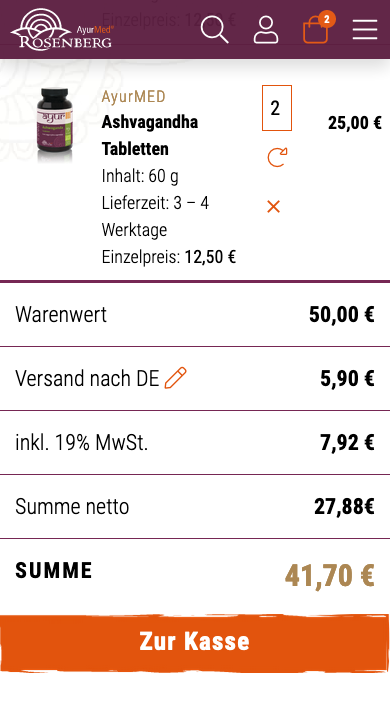 Einzelpreis: 12,50 €
ROSENBERG
AyurMed®
2
AyurMED
Ashvagandha
Tabletten
Inhalt: 60 g
Lieferzeit: 3 – 4
Werktage
Einzelpreis: 12,50 €
2
25,00 €
Warenwert 50,00 €
Versand nach DE 5,90 €
inkl. 19% MwSt. 7,92 €
Summe netto 27,88€
SUMME 41,70 €
Zur Kasse